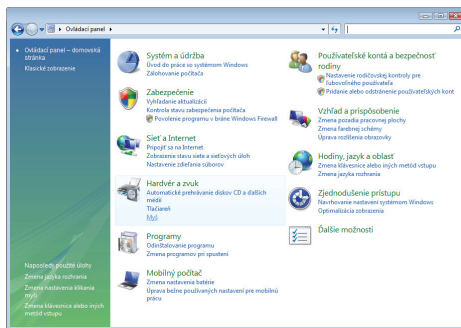 Ovládací panel
Ovládací panel – domovská
stránka
Klasické zobrazenie
Systém a údržba
Úvod do práce so systémom Windows
Zálohovanie počítača
Zabezpečenie
Vyhľadanie aktualizácií
Kontrola stavu zabezpečenia počítača
Povolenie programu v bráne Windows Firewall
Sieť a Internet
Pripojiť sa na Internet
Zobrazenie stavu siete a sieťových úloh
Nastavenie zdieľania súborov
Hardvér a zvuk
Automatické prehrávanie diskov CD a ďalších
médií
Tlačiareň
Myš
Programy
Odinštalovanie programu
Zmena programov pri spustení
Mobilný počítač
Zmena nastavenia batérie
Úprava bežne používaných nastavení pre mobilnú
prácu
Používateľské kontá a bezpečnosť
rodiny
Nastavenie rodičovskej kontroly pre
ľubovoľného používateľa
Pridanie alebo odstránenie používateľských kont
Vzhľad a prispôsobenie
Zmena pozadia pracovnej plochy
Zmena farebnej schémy
Úprava rozlíšenia obrazovky
Hodiny, jazyk a oblasť
Zmena klávesnice alebo iných metód vstupu
Zmena jazyka rozhrania
Zjednodušenie prístupu
Navrhovanie nastavení systémom Windows
Optimalizácia zobrazenia
Ďalšie možnosti
Naposledy použité úlohy
Zmena jazyka rozhrania
Zmena nastavenia klikania
myši
Zmena klávesnice alebo iných
metód vstupu